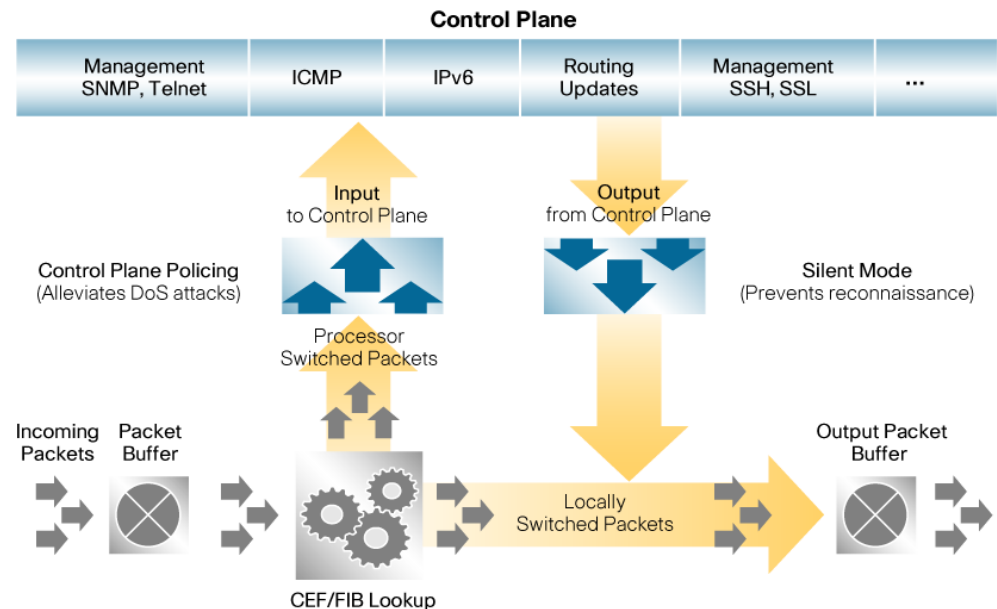 Control Plane
Management
SNMP, Telnet
ICMP
IPv6
Routing
Updates
Management
SSH, SSL
...
Input
to Control Plane
Output
from Control Plane
Control Plane Policing
(Alleviates DoS attacks)
Silent Mode
(Prevents reconnaissance)
Processor
Switched Packets
Incoming
Packets
Packet
Buffer
Output Packet
Buffer
Locally
Switched Packets
CEF/FIB Lookup